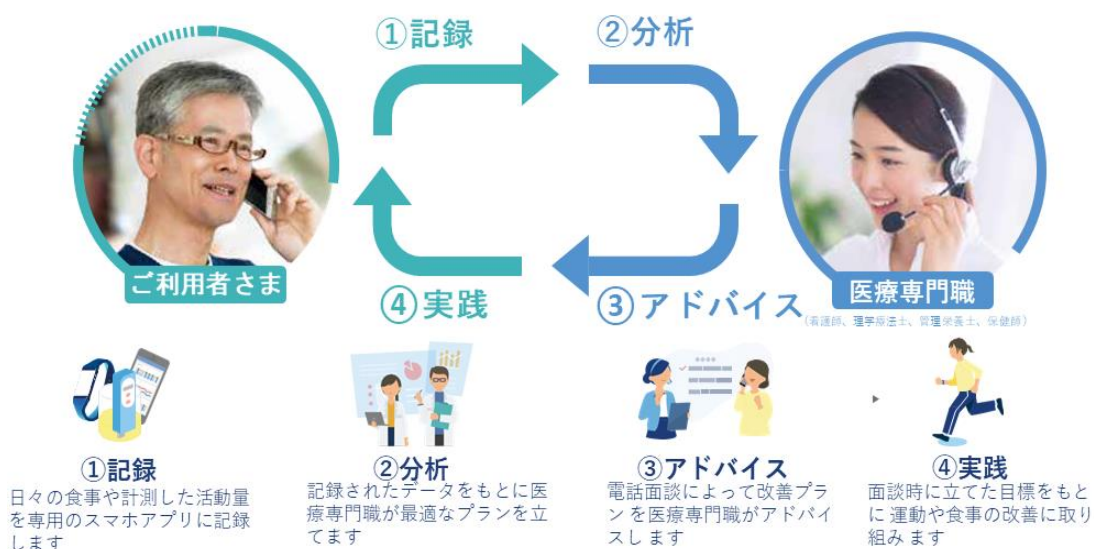 ①記録
②分析
ご利用者さま
医療専門職
(看護師、理学療法士、管理栄養士、保健師)
④実践
③アドバイス
①記録
日々の食事や計測した活動量
を専用のスマホアプリに記録
します
②分析
記録されたデータをもとに医
療専門職が最適なプランを立
てます
③アドバイス
電話面談によって改善プラ
ンを医療専門職がアドバイ
スします
④実践
面談時に立てた目標をもと
に運動や食事の改善に取り
組みます